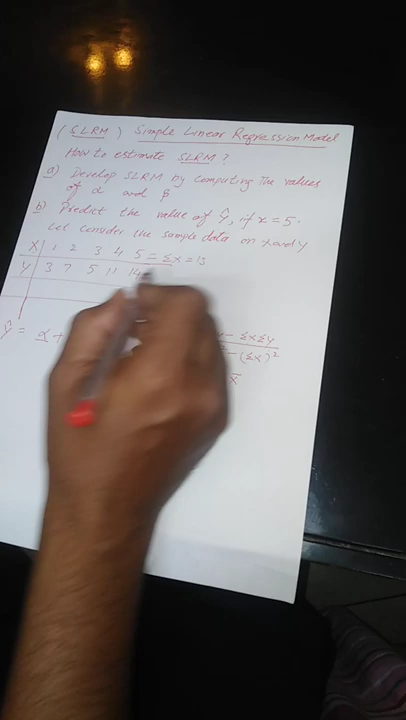 (SLRM) Simple Linear Regression Model
How to estimate SLRM?
a) Develop SLRM by computing the values
of α and β
b) Predict the value of Ŷ, if x = 5.
Let consider the sample data on X and Y
X 1 2 3 4 5 = Σx = 15
Y 3 7 5 11 14
Ŷ = α +
- ΣxΣy
- (Σx)²
x̄